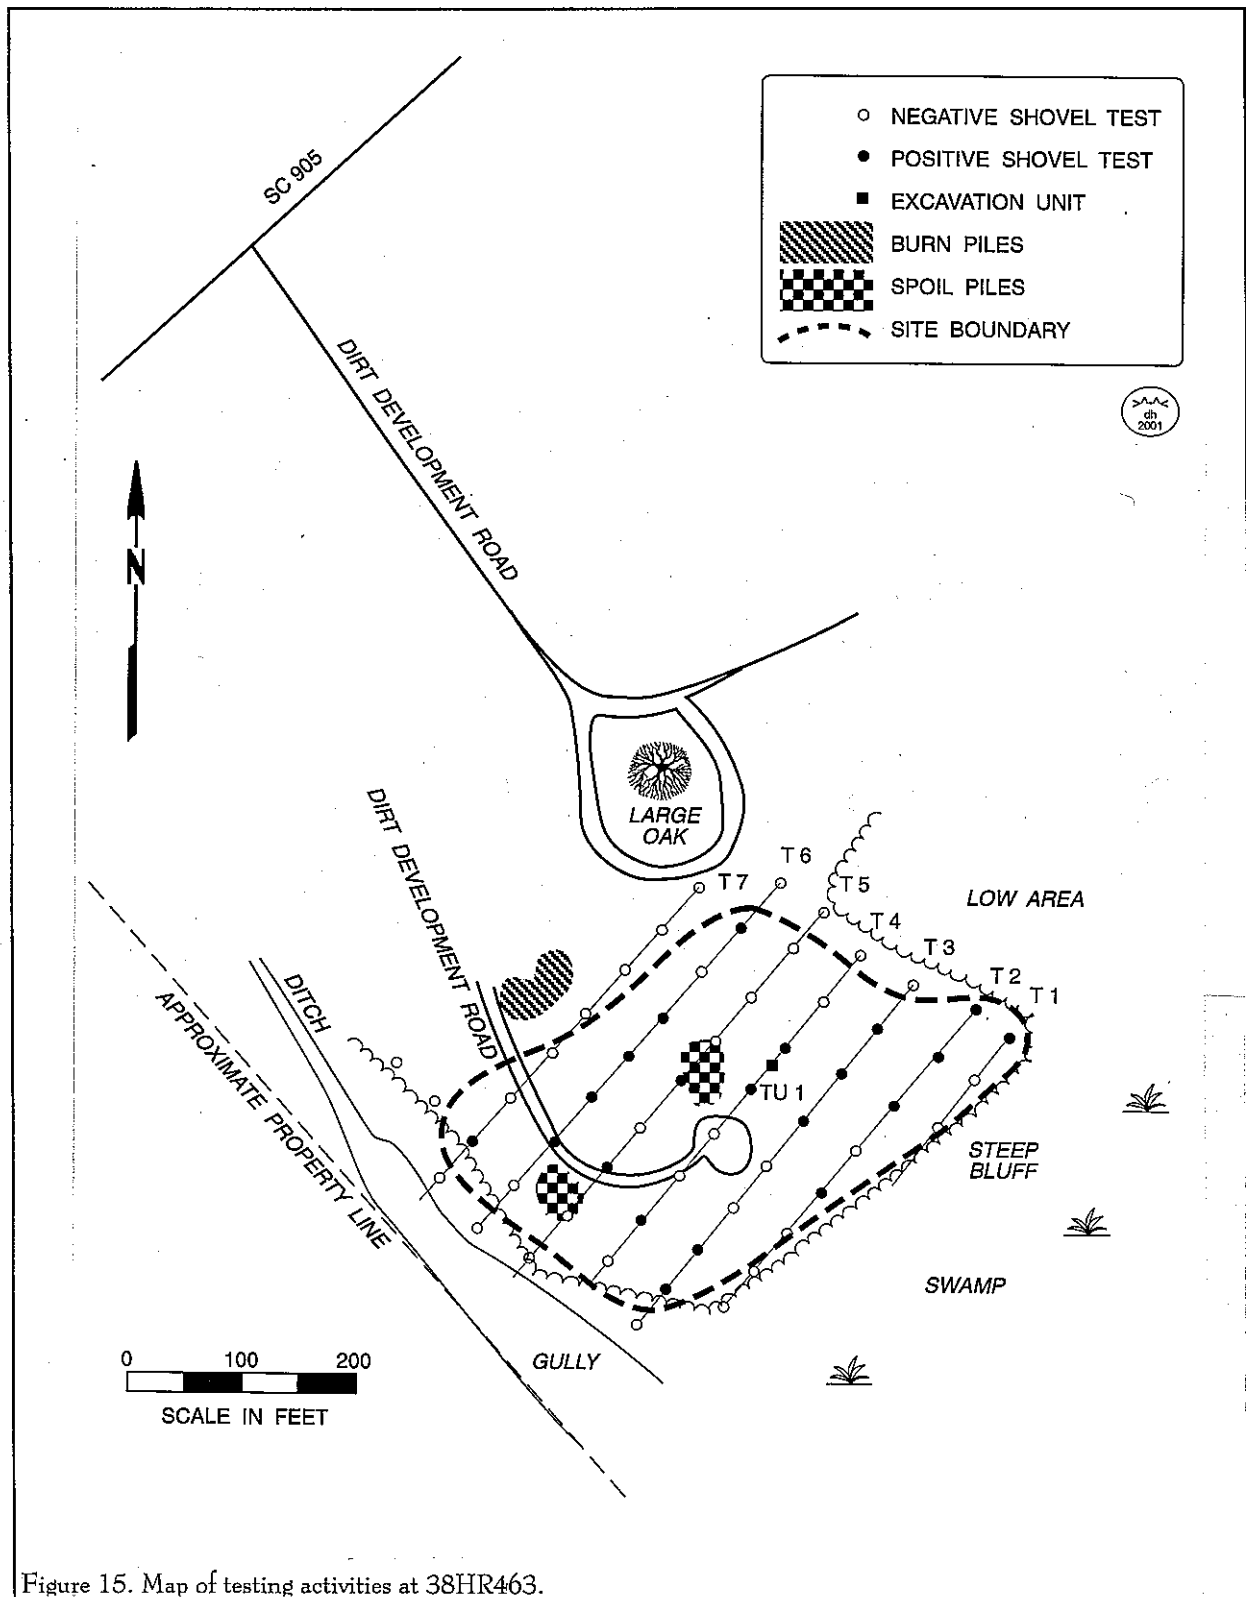 NEGATIVE SHOVEL TEST
POSITIVE SHOVEL TEST
EXCAVATION UNIT
BURN PILES
SPOIL PILES
SITE BOUNDARY
dh
2001
SC 905
DIRT DEVELOPMENT ROAD
N
LARGE
OAK
DIRT DEVELOPMENT ROAD
T 7
T 6
T 5
T 4
T 3
T 2
T 1
LOW AREA
DITCH
APPROXIMATE PROPERTY LINE
TU 1
STEEP
BLUFF
SWAMP
GULLY
0 100 200
SCALE IN FEET
Figure 15. Map of testing activities at 38HR463.